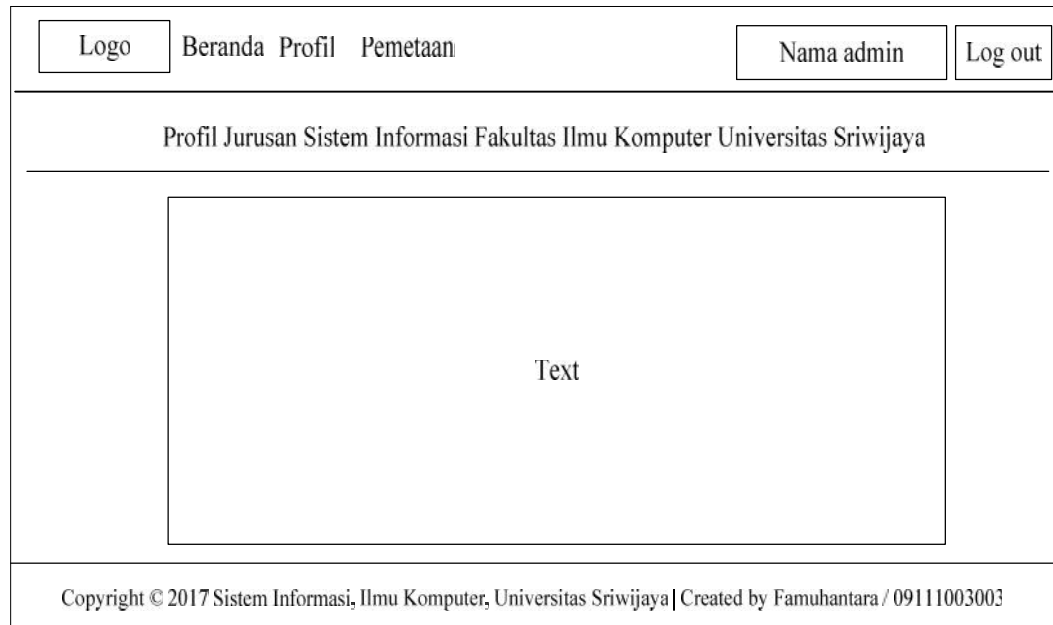 Logo Beranda Profil Pemetaan Nama admin Log out
Profil Jurusan Sistem Informasi Fakultas Ilmu Komputer Universitas Sriwijaya
Text
Copyright © 2017 Sistem Informasi, Ilmu Komputer, Universitas Sriwijaya | Created by Famuhantara / 09111003003